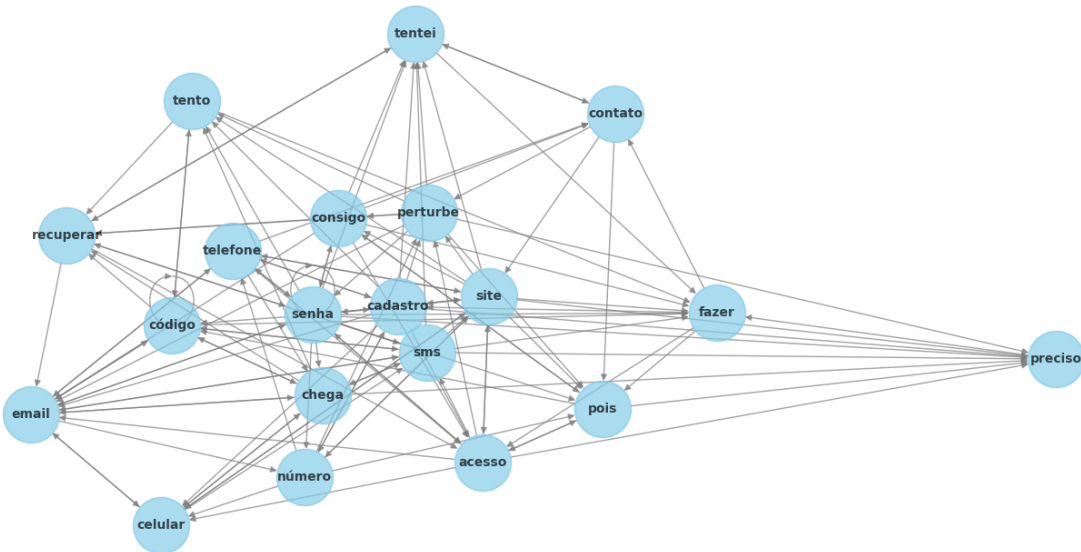 tentei
tento
contato
consigo
perturbe
recuperar
telefone
site
cadastro
senha
fazer
código
sms
preciso
chega
pois
email
acesso
número
celular